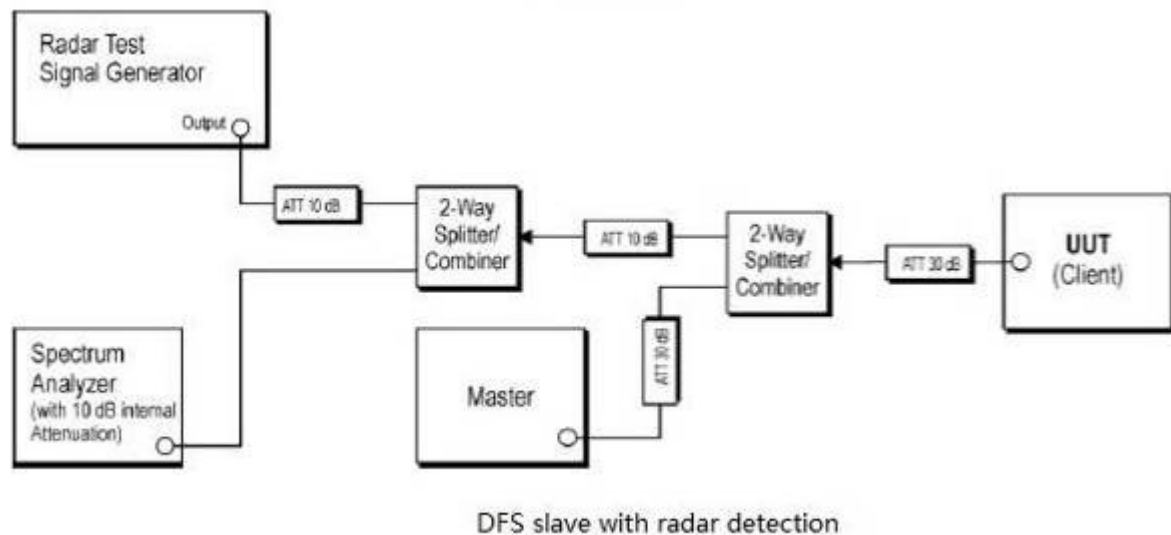 Radar Test
Signal Generator
Output
ATT 10 dB
2-Way
Splitter/
Combiner
ATT 10 dB
2-Way
Splitter/
Combiner
ATT 30 dB
UUT
(Client)
Spectrum
Analyzer
(with 10 dB internal
Attenuation)
Master
ATT 30 dB
DFS slave with radar detection